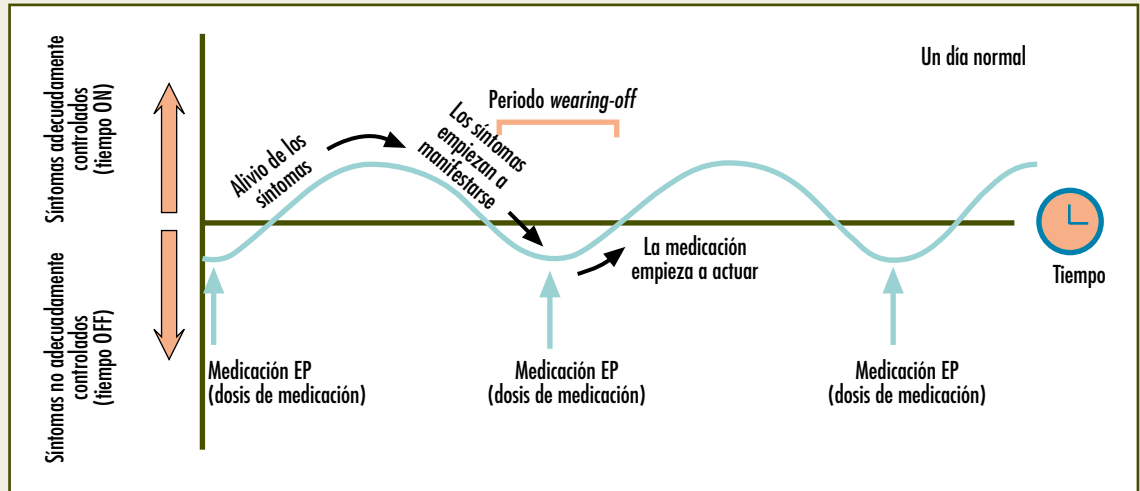 Síntomas adecuadamente
controlados
(tiempo ON)
Síntomas no adecuadamente
controlados
(tiempo OFF)
Un día normal
Periodo wearing-off
Alivio de los
síntomas
Los síntomas
empiezan a
manifestarse
La medicación
empieza a actuar
Tiempo
Medicación EP
(dosis de medicación)
Medicación EP
(dosis de medicación)
Medicación EP
(dosis de medicación)